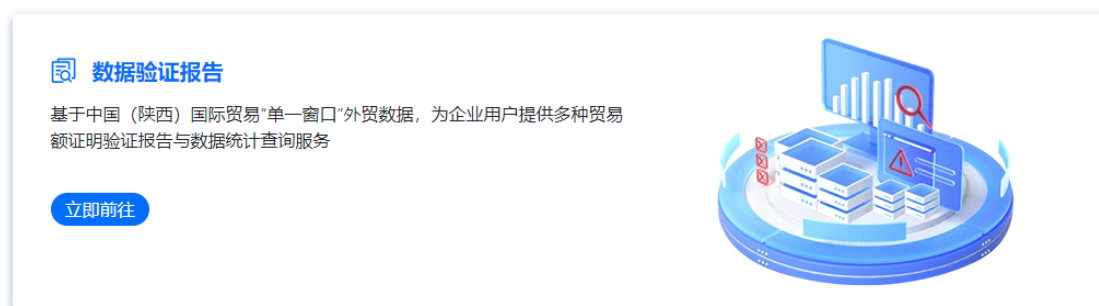 数据验证报告
基于中国（陕西）国际贸易“单一窗口”外贸数据，为企业用户提供多种贸易
额证明验证报告与数据统计查询服务
立即前往